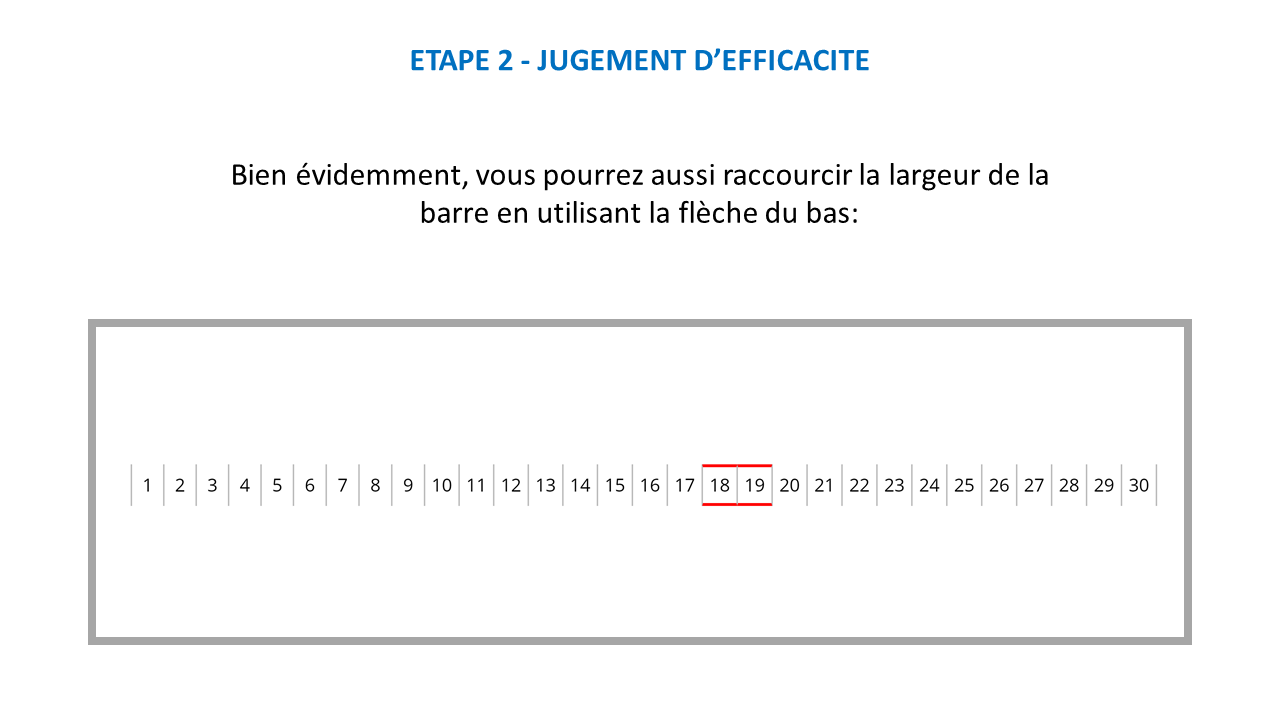 ETAPE 2 - JUGEMENT D’EFFICACITE
Bien évidemment, vous pourrez aussi raccourcir la largeur de la
barre en utilisant la flèche du bas:
1 2 3 4 5 6 7 8 9 10 11 12 13 14 15 16 17 18 19 20 21 22 23 24 25 26 27 28 29 30